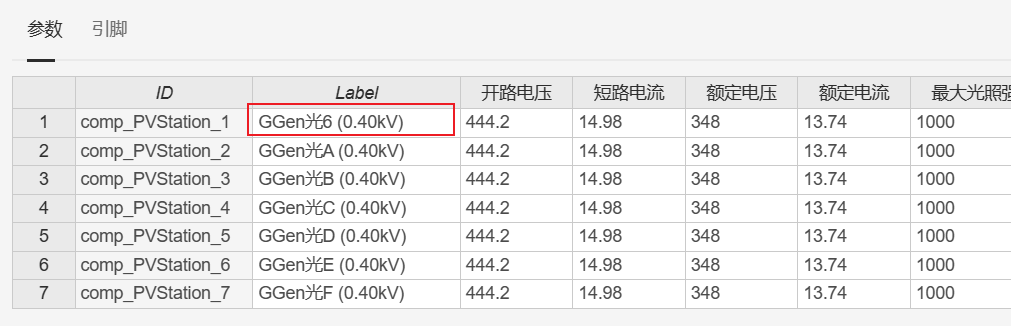 参数 引脚
ID Label 开路电压 短路电流 额定电压 额定电流 最大光照强
1 comp_PVStation_1 GGen光6 (0.40kV) 444.2 14.98 348 13.74 1000
2 comp_PVStation_2 GGen光A (0.40kV) 444.2 14.98 348 13.74 1000
3 comp_PVStation_3 GGen光B (0.40kV) 444.2 14.98 348 13.74 1000
4 comp_PVStation_4 GGen光C (0.40kV) 444.2 14.98 348 13.74 1000
5 comp_PVStation_5 GGen光D (0.40kV) 444.2 14.98 348 13.74 1000
6 comp_PVStation_6 GGen光E (0.40kV) 444.2 14.98 348 13.74 1000
7 comp_PVStation_7 GGen光F (0.40kV) 444.2 14.98 348 13.74 1000